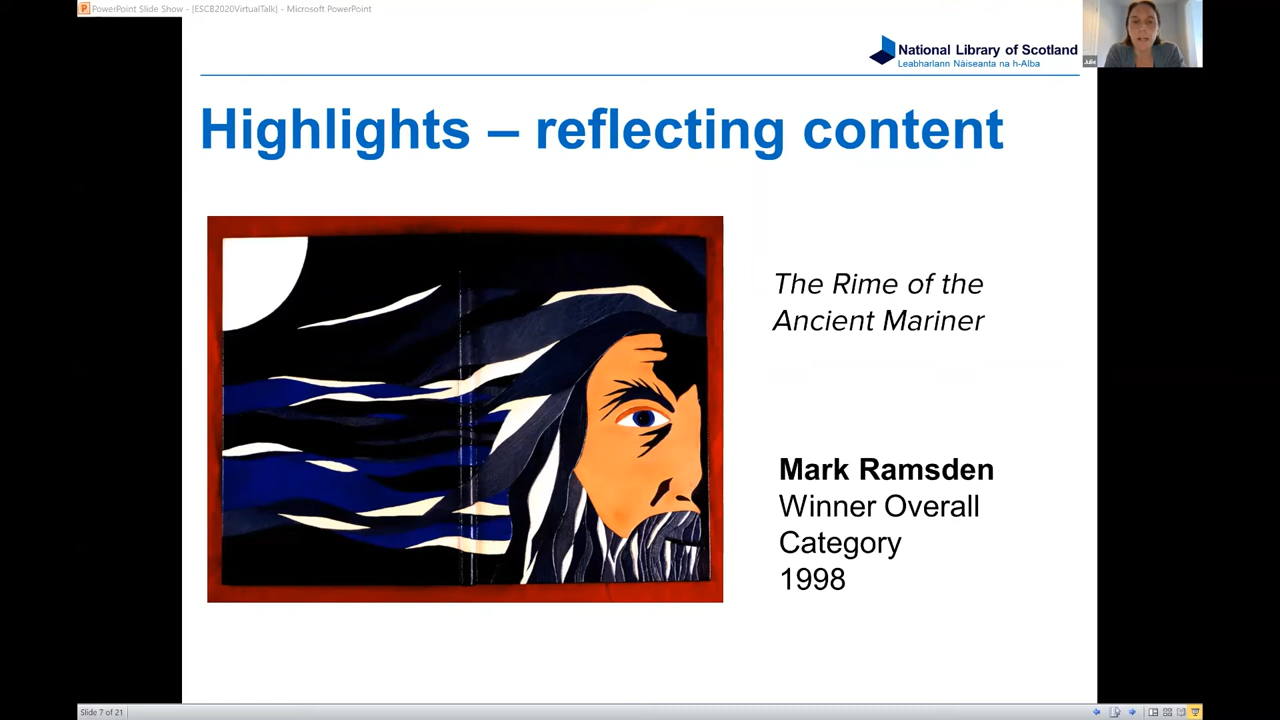 PowerPoint Slide Show - [ESCB2020VirtualTalk] - Microsoft PowerPoint
National Library of Scotland
Leabharlann Nàiseanta na h-Alba
Julie
Highlights – reflecting content
The Rime of the
Ancient Mariner
Mark Ramsden
Winner Overall
Category
1998
Slide 7 of 21